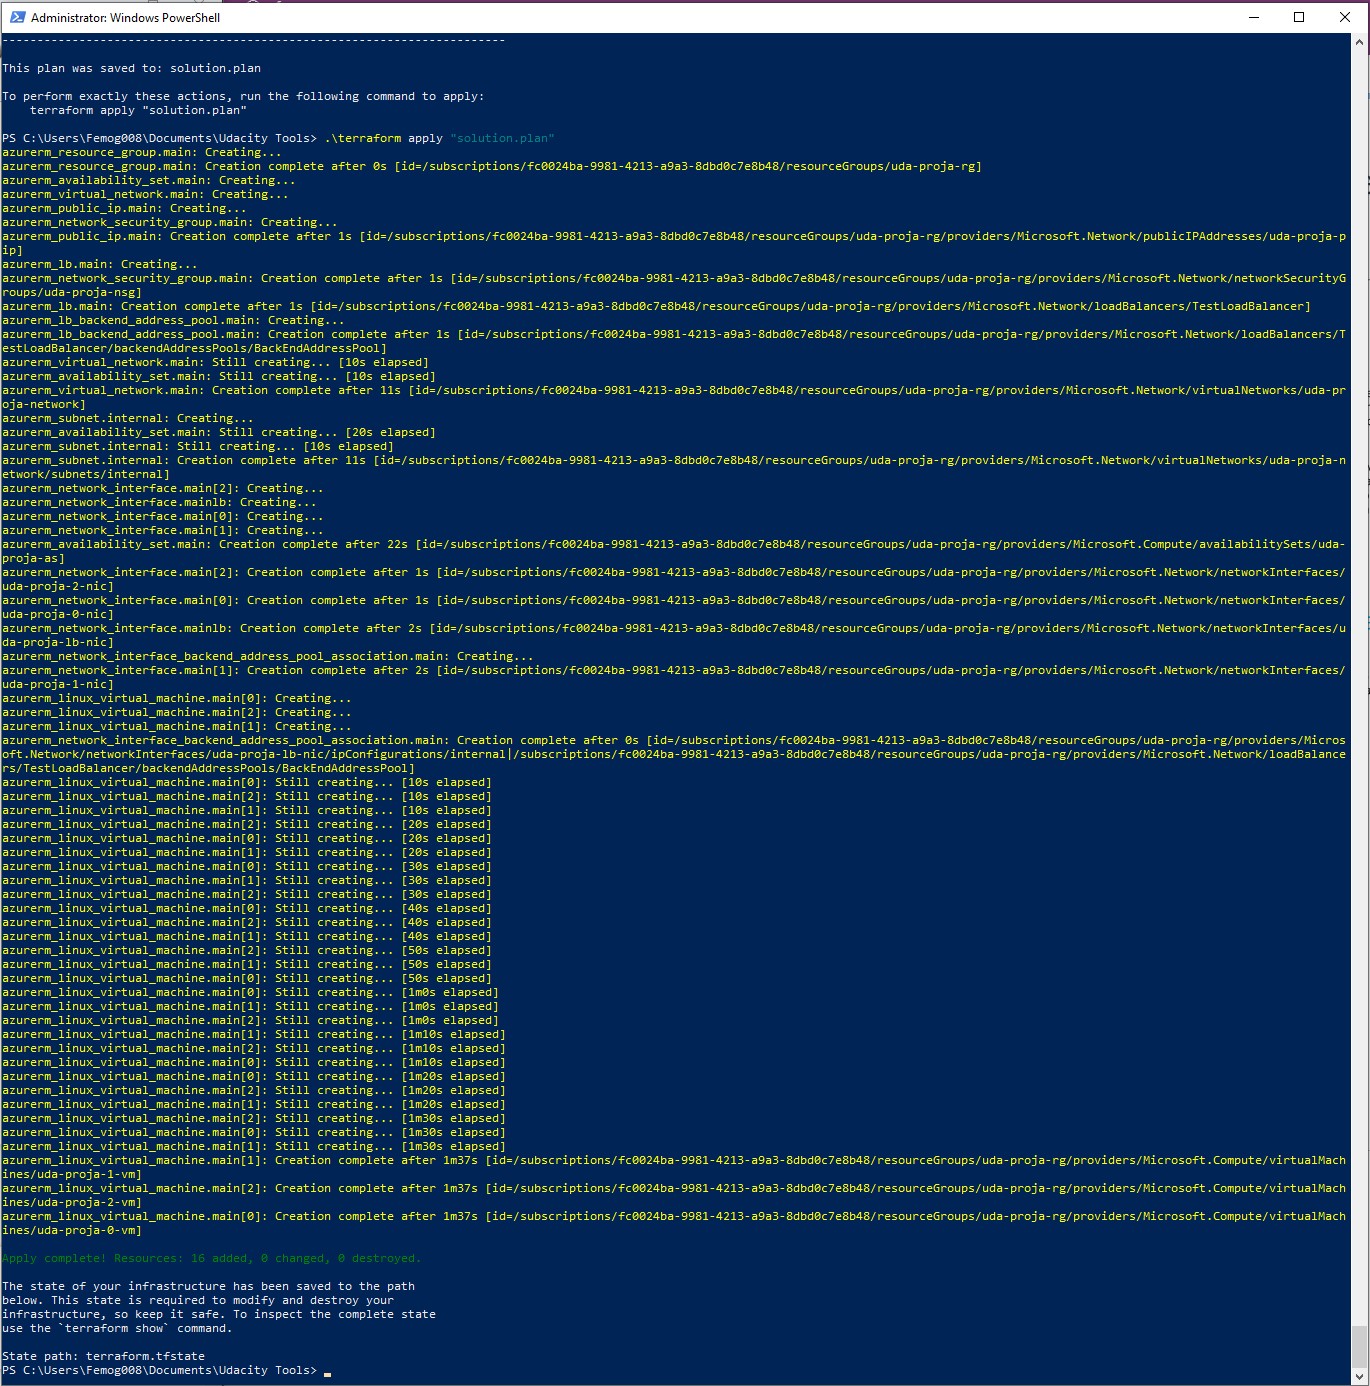 Administrator: Windows PowerShell
------------------------------------------------------------------------
This plan was saved to: solution.plan
To perform exactly these actions, run the following command to apply:
    terraform apply "solution.plan"
PS C:\Users\Femog008\Documents\Udacity Tools> .\terraform apply "solution.plan"
azurerm_resource_group.main: Creating...
azurerm_resource_group.main: Creation complete after 0s [id=/subscriptions/fc0024ba-9981-4213-a9a3-8dbd0c7e8b48/resourceGroups/uda-proja-rg]
azurerm_availability_set.main: Creating...
azurerm_virtual_network.main: Creating...
azurerm_public_ip.main: Creating...
azurerm_network_security_group.main: Creating...
azurerm_public_ip.main: Creation complete after 1s [id=/subscriptions/fc0024ba-9981-4213-a9a3-8dbd0c7e8b48/resourceGroups/uda-proja-rg/providers/Microsoft.Network/publicIPAddresses/uda-proja-p
ip]
azurerm_lb.main: Creating...
azurerm_network_security_group.main: Creation complete after 1s [id=/subscriptions/fc0024ba-9981-4213-a9a3-8dbd0c7e8b48/resourceGroups/uda-proja-rg/providers/Microsoft.Network/networkSecurityG
roups/uda-proja-nsg]
azurerm_lb.main: Creation complete after 1s [id=/subscriptions/fc0024ba-9981-4213-a9a3-8dbd0c7e8b48/resourceGroups/uda-proja-rg/providers/Microsoft.Network/loadBalancers/TestLoadBalancer]
azurerm_lb_backend_address_pool.main: Creating...
azurerm_lb_backend_address_pool.main: Creation complete after 1s [id=/subscriptions/fc0024ba-9981-4213-a9a3-8dbd0c7e8b48/resourceGroups/uda-proja-rg/providers/Microsoft.Network/loadBalancers/T
estLoadBalancer/backendAddressPools/BackEndAddressPool]
azurerm_virtual_network.main: Still creating... [10s elapsed]
azurerm_availability_set.main: Still creating... [10s elapsed]
azurerm_virtual_network.main: Creation complete after 11s [id=/subscriptions/fc0024ba-9981-4213-a9a3-8dbd0c7e8b48/resourceGroups/uda-proja-rg/providers/Microsoft.Network/virtualNetworks/uda-pr
oja-network]
azurerm_subnet.internal: Creating...
azurerm_availability_set.main: Still creating... [20s elapsed]
azurerm_subnet.internal: Still creating... [10s elapsed]
azurerm_subnet.internal: Creation complete after 11s [id=/subscriptions/fc0024ba-9981-4213-a9a3-8dbd0c7e8b48/resourceGroups/uda-proja-rg/providers/Microsoft.Network/virtualNetworks/uda-proja-n
etwork/subnets/internal]
azurerm_network_interface.main[2]: Creating...
azurerm_network_interface.mainlb: Creating...
azurerm_network_interface.main[0]: Creating...
azurerm_network_interface.main[1]: Creating...
azurerm_availability_set.main: Creation complete after 22s [id=/subscriptions/fc0024ba-9981-4213-a9a3-8dbd0c7e8b48/resourceGroups/uda-proja-rg/providers/Microsoft.Compute/availabilitySets/uda-
proja-as]
azurerm_network_interface.main[2]: Creation complete after 1s [id=/subscriptions/fc0024ba-9981-4213-a9a3-8dbd0c7e8b48/resourceGroups/uda-proja-rg/providers/Microsoft.Network/networkInterfaces/
uda-proja-2-nic]
azurerm_network_interface.main[0]: Creation complete after 1s [id=/subscriptions/fc0024ba-9981-4213-a9a3-8dbd0c7e8b48/resourceGroups/uda-proja-rg/providers/Microsoft.Network/networkInterfaces/
uda-proja-0-nic]
azurerm_network_interface.mainlb: Creation complete after 2s [id=/subscriptions/fc0024ba-9981-4213-a9a3-8dbd0c7e8b48/resourceGroups/uda-proja-rg/providers/Microsoft.Network/networkInterfaces/u
da-proja-lb-nic]
azurerm_network_interface_backend_address_pool_association.main: Creating...
azurerm_network_interface.main[1]: Creation complete after 2s [id=/subscriptions/fc0024ba-9981-4213-a9a3-8dbd0c7e8b48/resourceGroups/uda-proja-rg/providers/Microsoft.Network/networkInterfaces/
uda-proja-1-nic]
azurerm_linux_virtual_machine.main[0]: Creating...
azurerm_linux_virtual_machine.main[2]: Creating...
azurerm_linux_virtual_machine.main[1]: Creating...
azurerm_network_interface_backend_address_pool_association.main: Creation complete after 0s [id=/subscriptions/fc0024ba-9981-4213-a9a3-8dbd0c7e8b48/resourceGroups/uda-proja-rg/providers/Micros
oft.Network/networkInterfaces/uda-proja-lb-nic/ipConfigurations/internal|/subscriptions/fc0024ba-9981-4213-a9a3-8dbd0c7e8b48/resourceGroups/uda-proja-rg/providers/Microsoft.Network/loadBalance
rs/TestLoadBalancer/backendAddressPools/BackEndAddressPool]
azurerm_linux_virtual_machine.main[0]: Still creating... [10s elapsed]
azurerm_linux_virtual_machine.main[2]: Still creating... [10s elapsed]
azurerm_linux_virtual_machine.main[1]: Still creating... [10s elapsed]
azurerm_linux_virtual_machine.main[2]: Still creating... [20s elapsed]
azurerm_linux_virtual_machine.main[0]: Still creating... [20s elapsed]
azurerm_linux_virtual_machine.main[1]: Still creating... [20s elapsed]
azurerm_linux_virtual_machine.main[0]: Still creating... [30s elapsed]
azurerm_linux_virtual_machine.main[1]: Still creating... [30s elapsed]
azurerm_linux_virtual_machine.main[2]: Still creating... [30s elapsed]
azurerm_linux_virtual_machine.main[0]: Still creating... [40s elapsed]
azurerm_linux_virtual_machine.main[2]: Still creating... [40s elapsed]
azurerm_linux_virtual_machine.main[1]: Still creating... [40s elapsed]
azurerm_linux_virtual_machine.main[2]: Still creating... [50s elapsed]
azurerm_linux_virtual_machine.main[1]: Still creating... [50s elapsed]
azurerm_linux_virtual_machine.main[0]: Still creating... [50s elapsed]
azurerm_linux_virtual_machine.main[0]: Still creating... [1m0s elapsed]
azurerm_linux_virtual_machine.main[1]: Still creating... [1m0s elapsed]
azurerm_linux_virtual_machine.main[2]: Still creating... [1m0s elapsed]
azurerm_linux_virtual_machine.main[1]: Still creating... [1m10s elapsed]
azurerm_linux_virtual_machine.main[2]: Still creating... [1m10s elapsed]
azurerm_linux_virtual_machine.main[0]: Still creating... [1m10s elapsed]
azurerm_linux_virtual_machine.main[0]: Still creating... [1m20s elapsed]
azurerm_linux_virtual_machine.main[2]: Still creating... [1m20s elapsed]
azurerm_linux_virtual_machine.main[1]: Still creating... [1m20s elapsed]
azurerm_linux_virtual_machine.main[2]: Still creating... [1m30s elapsed]
azurerm_linux_virtual_machine.main[0]: Still creating... [1m30s elapsed]
azurerm_linux_virtual_machine.main[1]: Still creating... [1m30s elapsed]
azurerm_linux_virtual_machine.main[1]: Creation complete after 1m37s [id=/subscriptions/fc0024ba-9981-4213-a9a3-8dbd0c7e8b48/resourceGroups/uda-proja-rg/providers/Microsoft.Compute/virtualMach
ines/uda-proja-1-vm]
azurerm_linux_virtual_machine.main[2]: Creation complete after 1m37s [id=/subscriptions/fc0024ba-9981-4213-a9a3-8dbd0c7e8b48/resourceGroups/uda-proja-rg/providers/Microsoft.Compute/virtualMach
ines/uda-proja-2-vm]
azurerm_linux_virtual_machine.main[0]: Creation complete after 1m37s [id=/subscriptions/fc0024ba-9981-4213-a9a3-8dbd0c7e8b48/resourceGroups/uda-proja-rg/providers/Microsoft.Compute/virtualMach
ines/uda-proja-0-vm]
Apply complete! Resources: 16 added, 0 changed, 0 destroyed.
The state of your infrastructure has been saved to the path
below. This state is required to modify and destroy your
infrastructure, so keep it safe. To inspect the complete state
use the `terraform show` command.
State path: terraform.tfstate
PS C:\Users\Femog008\Documents\Udacity Tools>